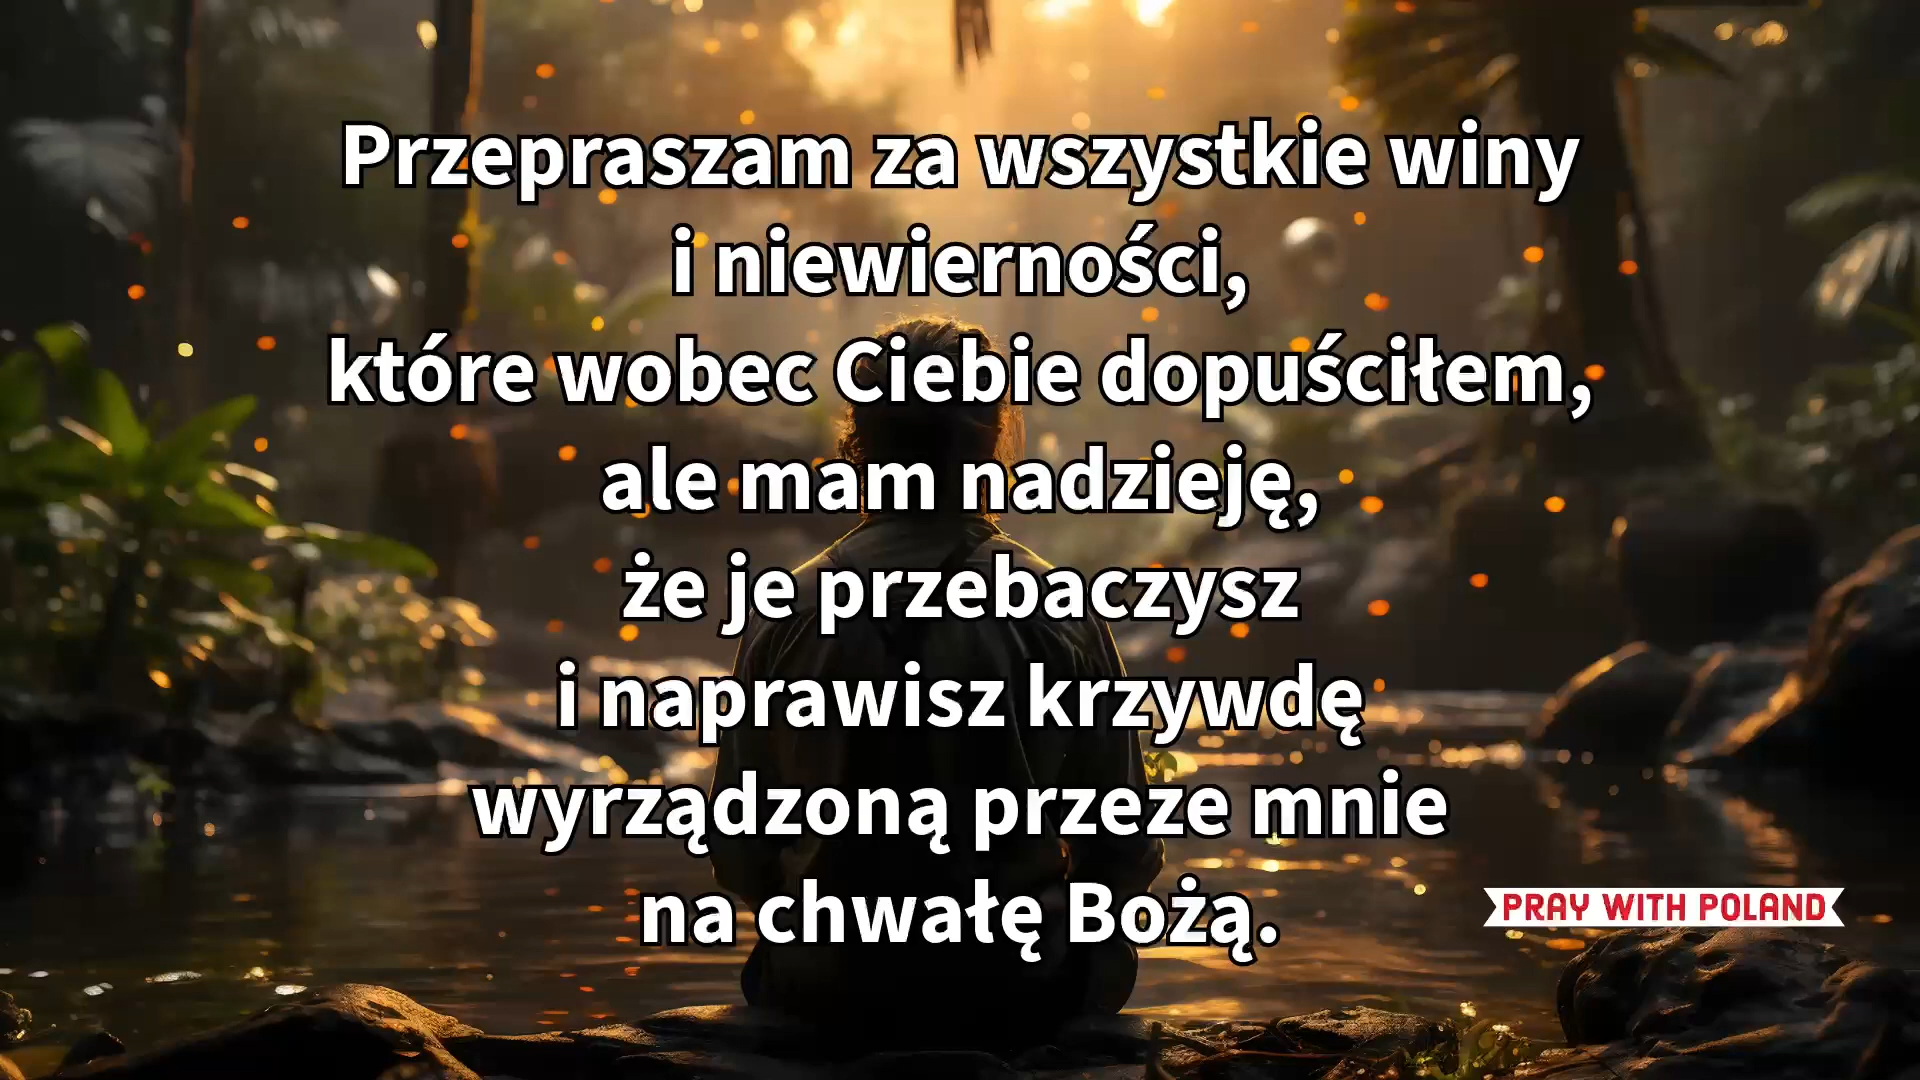 Przepraszam za wszystkie winy
i niewierności,
które wobec Ciebie dopuściłem,
ale mam nadzieję,
że je przebaczysz
i naprawisz krzywdę
wyrządzoną przeze mnie
na chwałę Bożą.
PRAY WITH POLAND